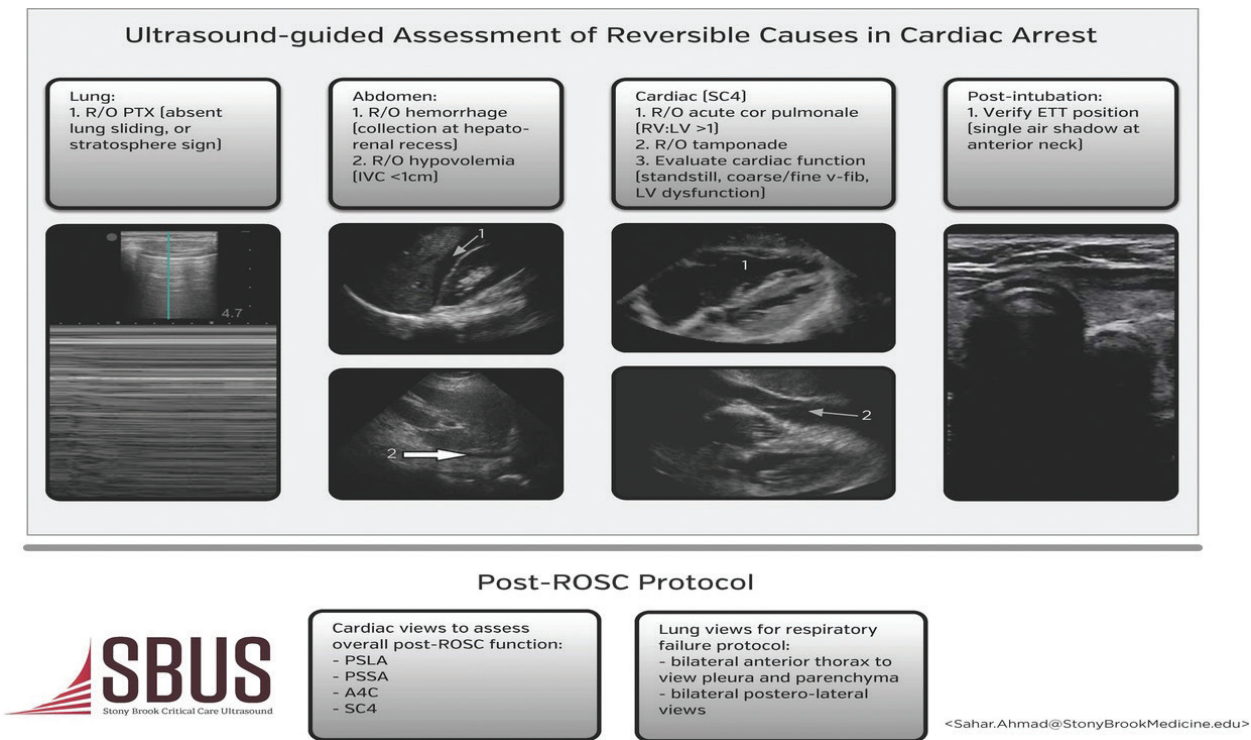 Ultrasound-guided Assessment of Reversible Causes in Cardiac Arrest
Lung:
1. R/O PTX (absent
lung sliding, or
stratosphere sign)
Abdomen:
1. R/O hemorrhage
(collection at hepato-
renal recess)
2. R/O hypovolemia
(IVC <1cm)
Cardiac (SC4)
1. R/O acute cor pulmonale
(RV:LV >1)
2. R/O tamponade
3. Evaluate cardiac function
(standstill, coarse/fine v-fib,
LV dysfunction)
Post-intubation:
1. Verify ETT position
(single air shadow at
anterior neck)
4.7
1
2
1
2
Post-ROSC Protocol
SBUS
Stony Brook Critical Care Ultrasound
Cardiac views to assess
overall post-ROSC function:
- PSLA
- PSSA
- A4C
- SC4
Lung views for respiratory
failure protocol:
- bilateral anterior thorax to
view pleura and parenchyma
- bilateral postero-lateral
views
<Sahar.Ahmad@StonyBrookMedicine.edu>